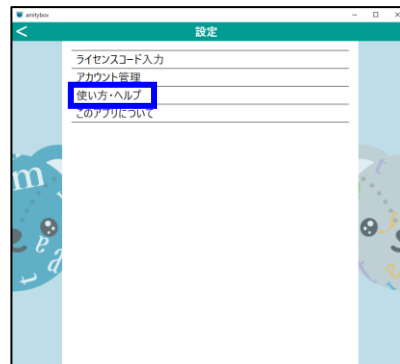 amitybox
設定
ライセンスコード入力
アカウント管理
使い方・ヘルプ
このアプリについて